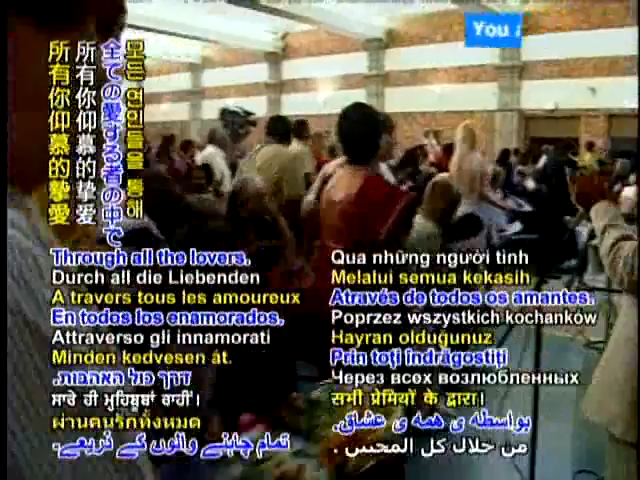 You a
所有你仰慕的摯愛
所有你仰慕的挚爱
全ての愛する者の中で
모든 연인들을 통해
Through all the lovers.
Durch all die Liebenden
A travers tous les amoureux
En todos los enamorados.
Attraverso gli innamorati
Minden kedvesen át.
דרך כול האהבות.
ਸਾਰੇ ਹੀ ਮੁਹਿਬੂਬਾਂ ਰਾਹੀਂ।
ผ่านคนรักทั้งหมด
تمام چاہنے والوں کے ذریعے۔
Qua những người tình
Melalui semua kekasih
Através de todos os amantes.
Poprzez wszystkich kochanków
Hayran olduğunuz
Prin toţi îndrăgostiţi
Через всех возлюбленных
सभी प्रेमियों के द्वारा।
بواسطه ی همه ی عشاق.
من خلال كل المحبين.